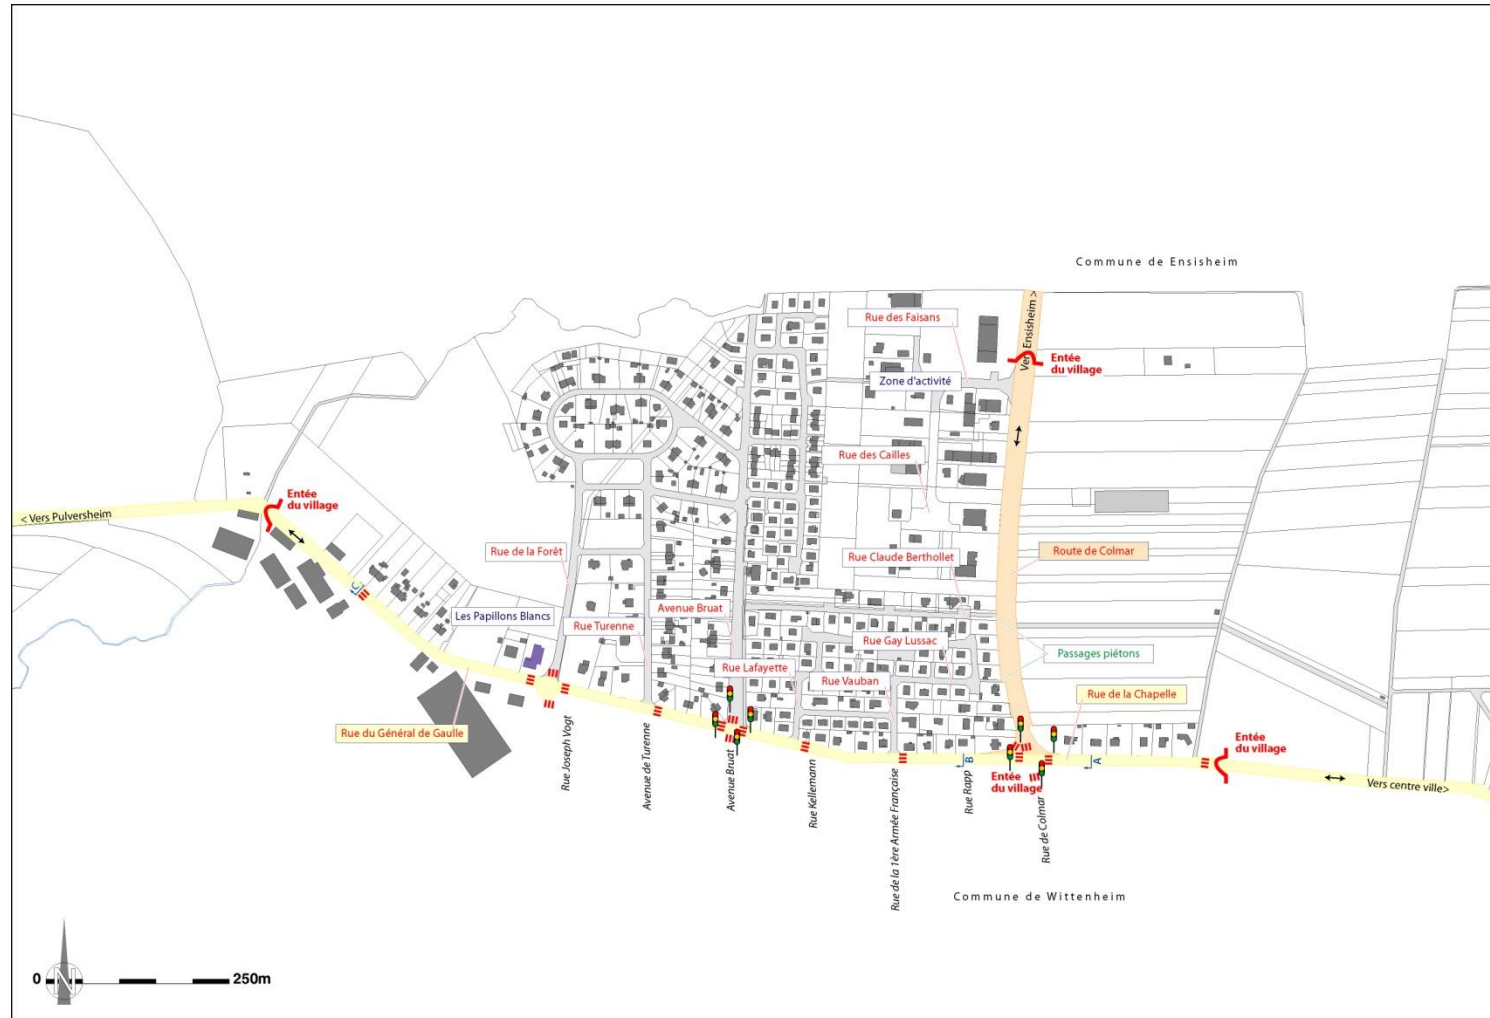 Commune de Ensisheim
Vers Ensisheim >
Rue des Faisans
Entée
du village
Zone d'activité
Rue des Cailles
Entée
du village
< Vers Pulversheim
Rue de la Forêt
Rue Claude Berthollet
Route de Colmar
C
Les Papillons Blancs
Avenue Bruat
Rue Turenne
Rue Gay Lussac
Passages piétons
Rue Lafayette
Rue Vauban
Rue de la Chapelle
Rue du Général de Gaulle
Rue Joseph Vogt
Avenue de Turenne
Avenue Bruat
Rue Kellemann
Rue de la 1ère Armée Française
B
Rue Rapp
Entée
du village
Rue de Colmar
A
Entée
du village
Vers centre ville>
Commune de Wittenheim
N
0
250m